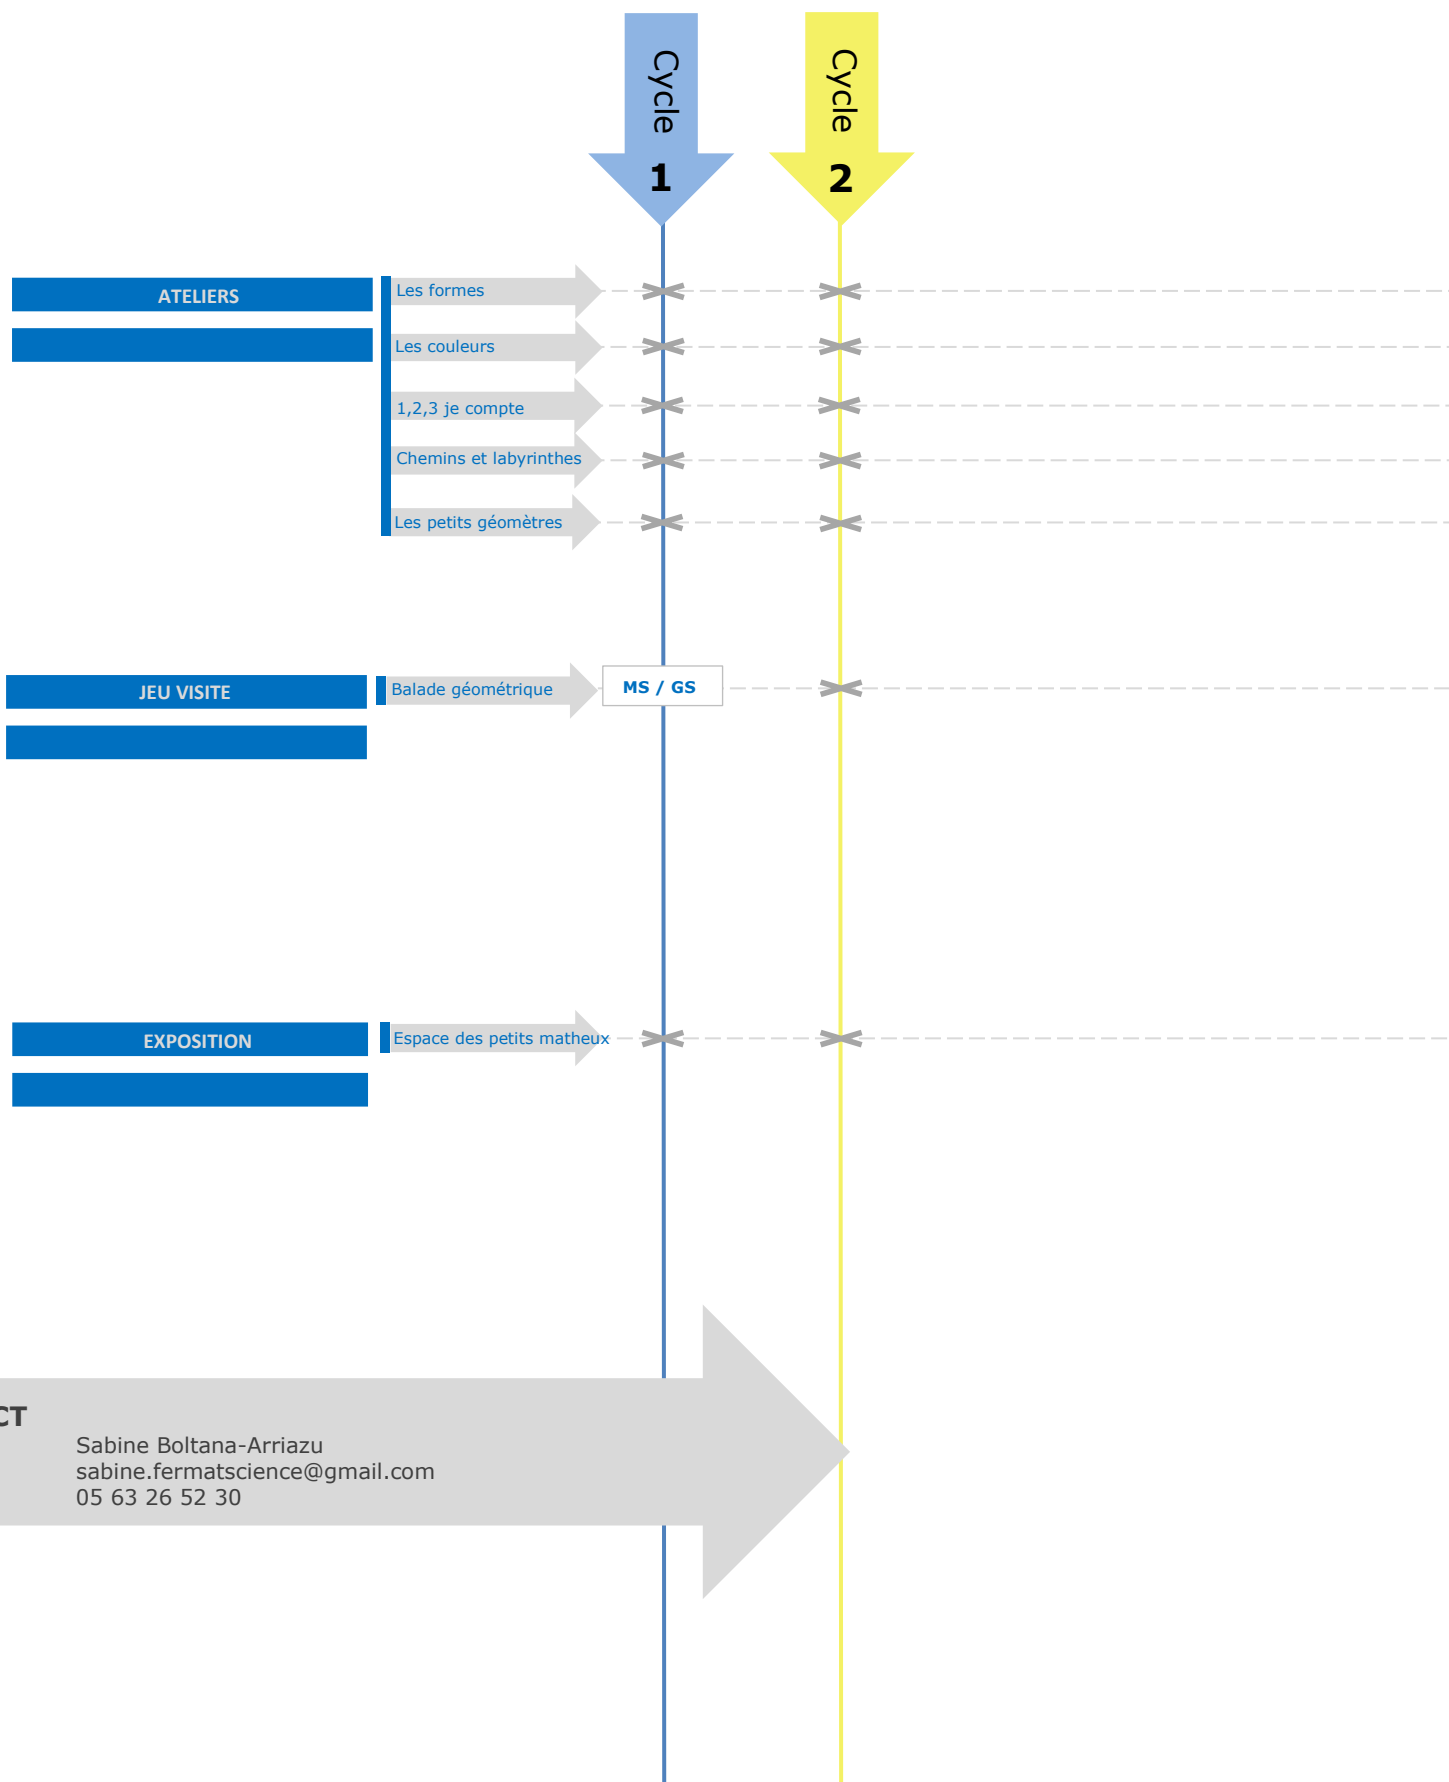 Cycle
1
Cycle
2
ATELIERS
Les formes
Les couleurs
1,2,3 je compte
Chemins et labyrinthes
Les petits géomètres
JEU VISITE
Balade géométrique
MS / GS
EXPOSITION
Espace des petits matheux
CT
Sabine Boltana-Arriazu
sabine.fermatscience@gmail.com
05 63 26 52 30